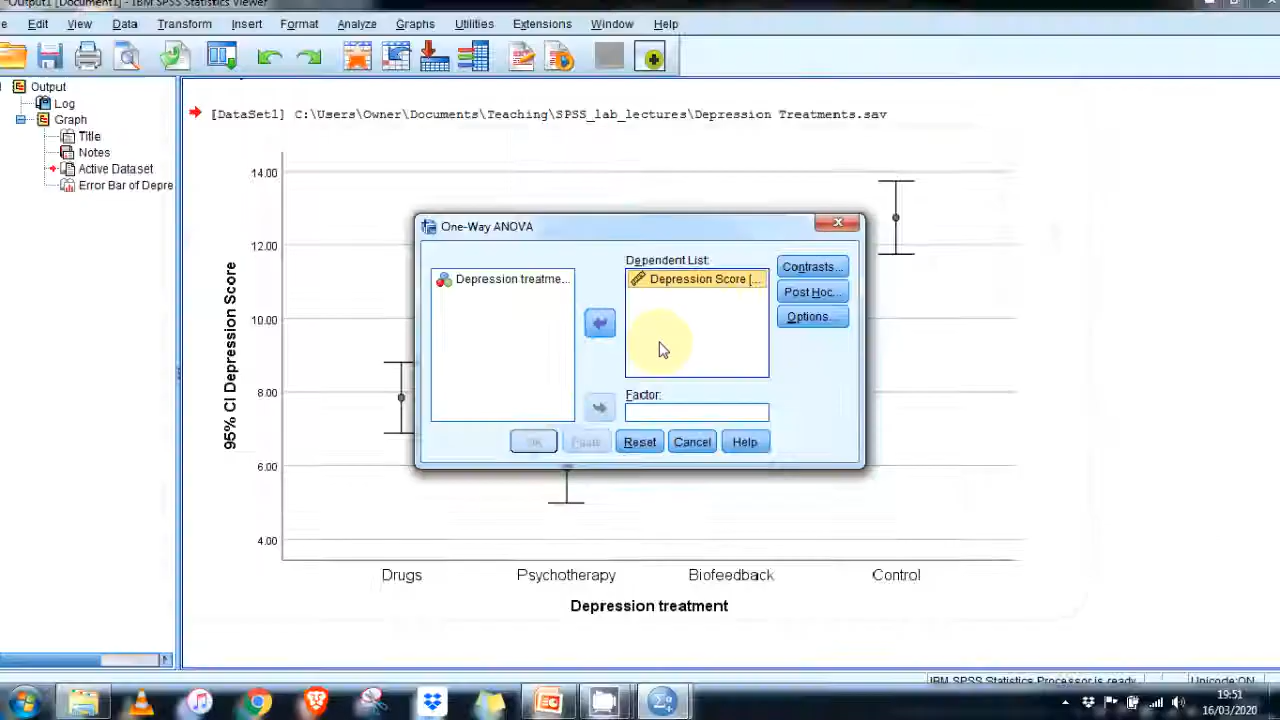 Output1 [Document1] - IBM SPSS Statistics Viewer
Edit View Data Transform Insert Format Analyze Graphs Utilities Extensions Window Help
Output
Log
Graph
Title
Notes
Active Dataset
Error Bar of Depre
[DataSet1] C:\Users\Owner\Documents\Teaching\SPSS_lab_lectures\Depression Treatments.sav
14.00
12.00
10.00
8.00
6.00
4.00
95% CI Depression Score
Drugs Psychotherapy Biofeedback Control
Depression treatment
One-Way ANOVA
Depression treatme...
Dependent List:
Depression Score [...
Factor:
Contrasts...
Post Hoc...
Options...
OK Paste Reset Cancel Help
IBM SPSS Statistics Processor is ready
Unicode:ON
19:51
16/03/2020